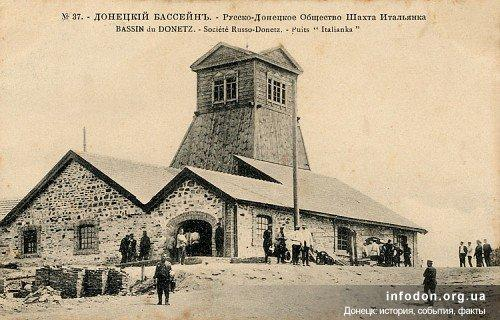 № 37. - ДОНЕЦКІЙ БАССЕЙНЪ. - Русско-Донецкое Общество Шахта Итальянка
BASSIN du DONETZ. - Société Russo-Donetz. - Puits " Italianka "
infodon.org.ua
Донецк: история, события, факты